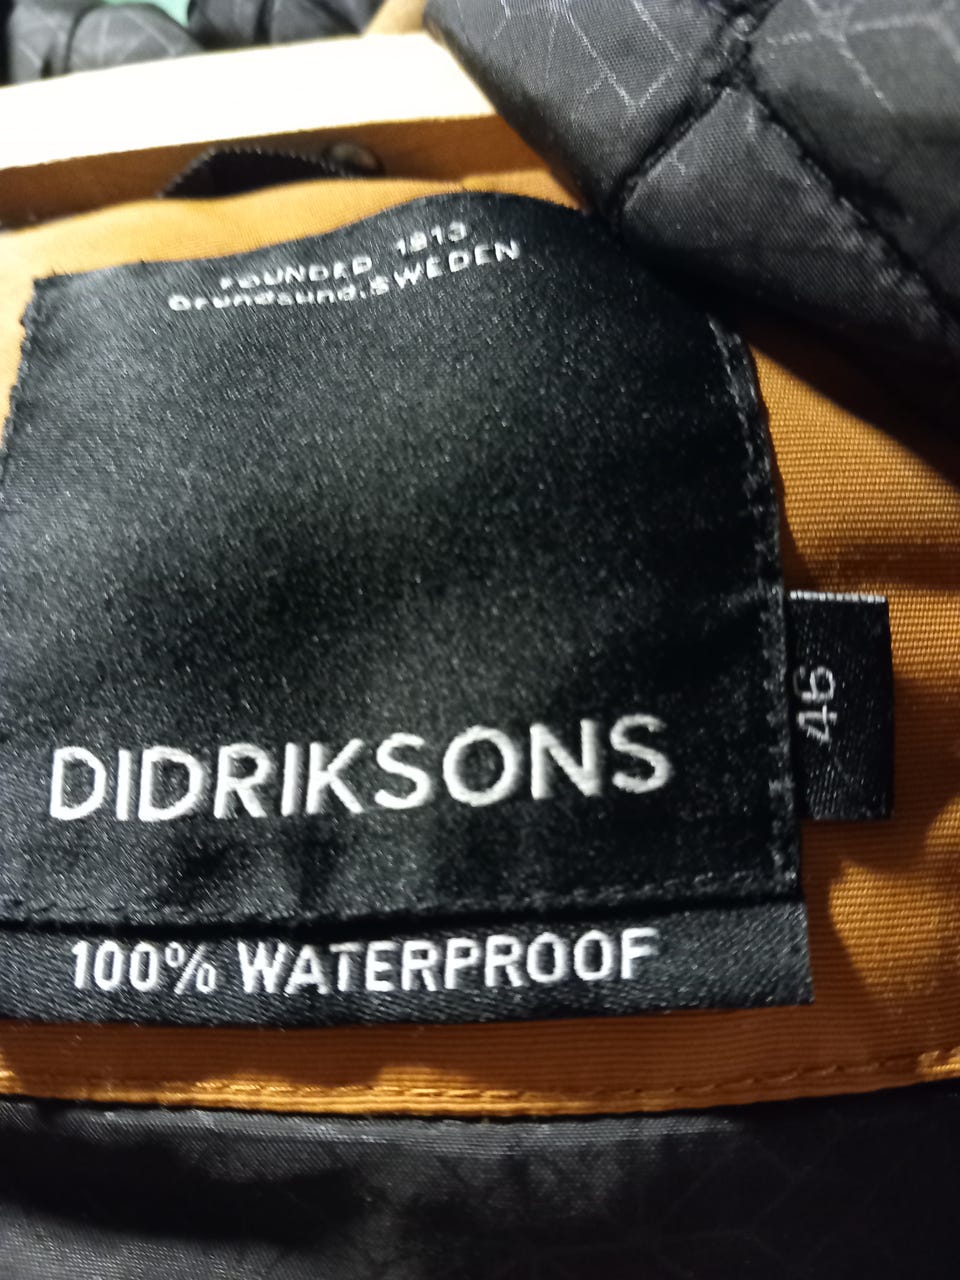 FOUNDED 1913
Grundsund.SWEDEN
DIDRIKSONS
46
100% WATERPROOF